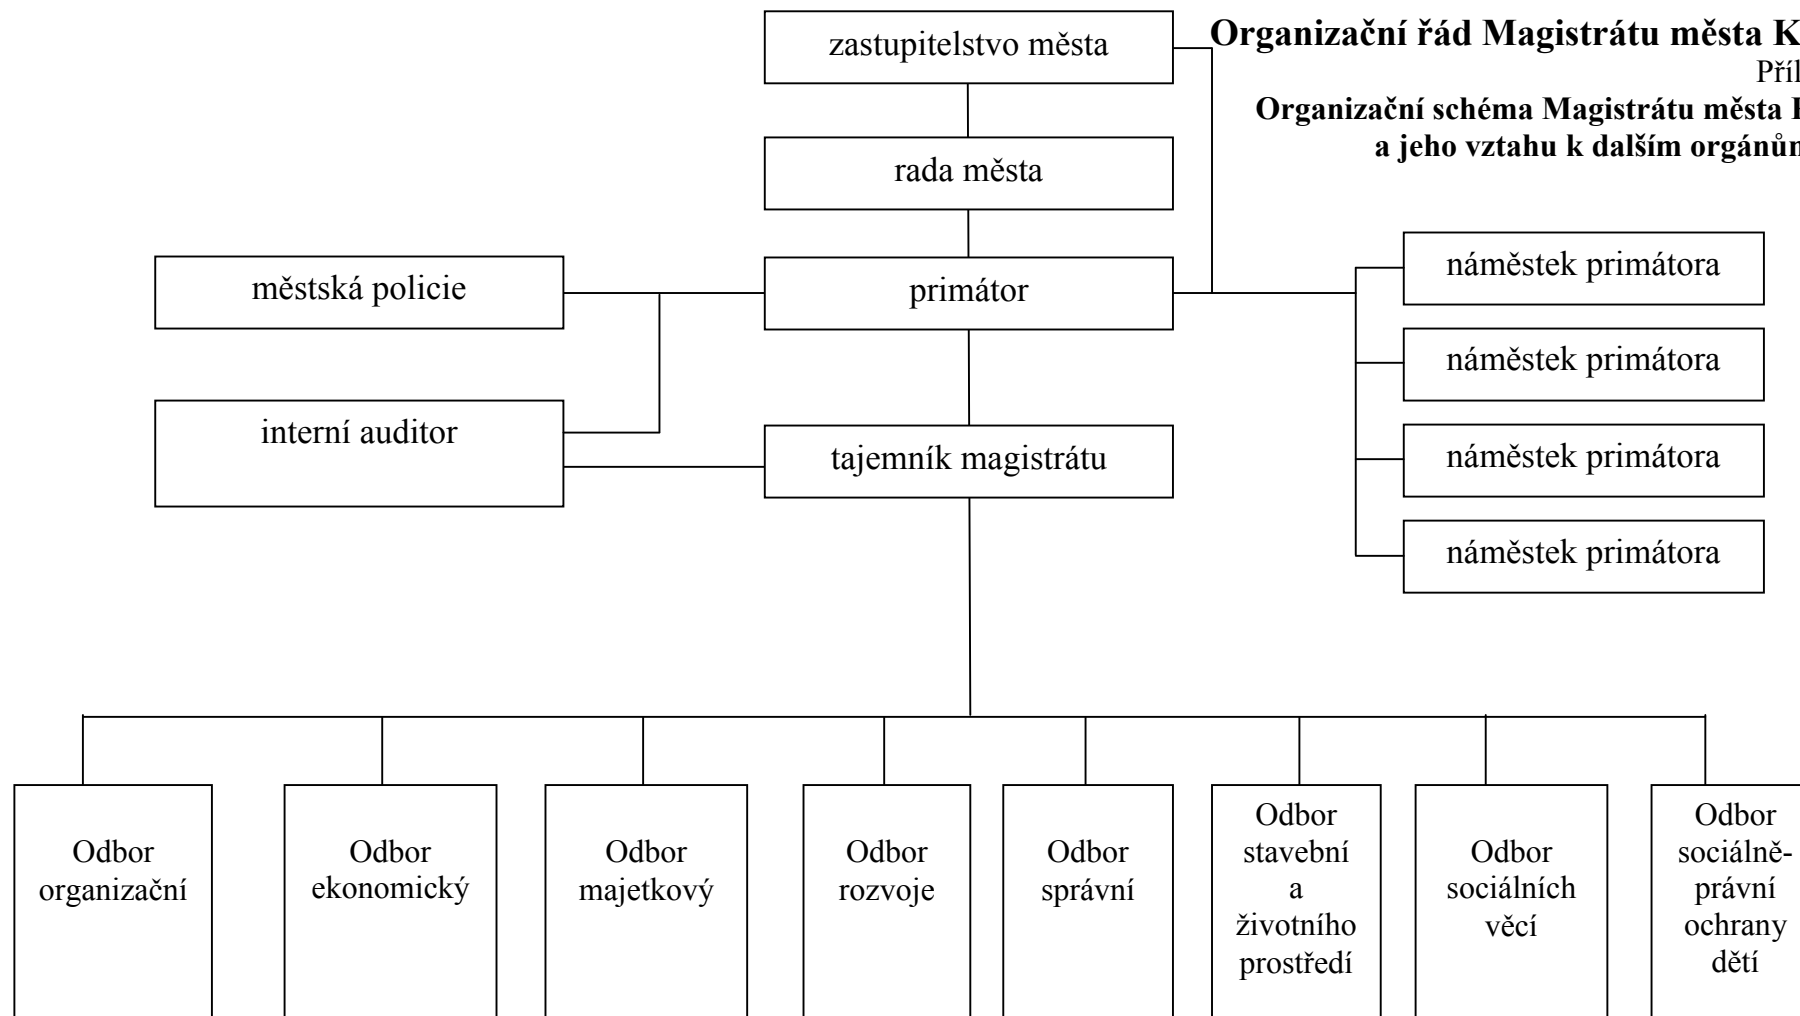 zastupitelstvo města
Organizační řád Magistrátu města
Organizační schéma Magistrátu města
a jeho vztahu k dalším
rada města
městská policie
primátor
náměstek primátora
náměstek primátora
interní auditor
tajemník magistrátu
náměstek primátora
náměstek primátora
Odbor
organizační
Odbor
ekonomický
Odbor
majetkový
Odbor
rozvoje
Odbor
správní
Odbor
stavební
a
životního
prostředí
Odbor
sociálních
věcí
Odbor
sociálně-
právní
ochrany
dětí